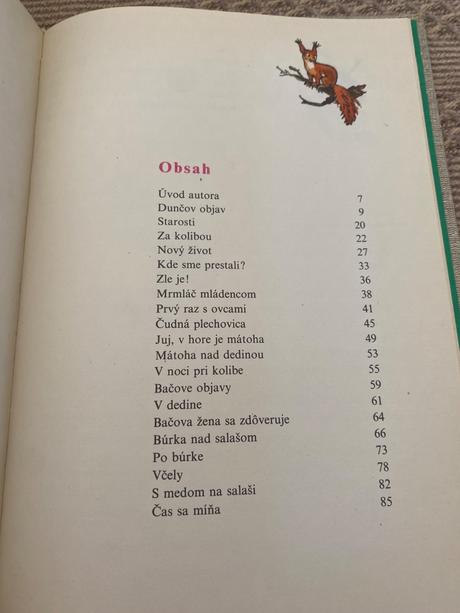 Obsah
Úvod autora 7
Dunčov objav 9
Starosti 20
Za kolibou 22
Nový život 27
Kde sme prestali? 33
Zle je! 36
Mrmláč mládencom 38
Prvý raz s ovcami 41
Čudná plechovica 45
Juj, v hore je mátoha 49
Mátoha nad dedinou 53
V noci pri kolibe 55
Bačove objavy 59
V dedine 61
Bačova žena sa zdôveruje 64
Búrka nad salašom 66
Po búrke 73
Včely 78
S medom na salaši 82
Čas sa míňa 85